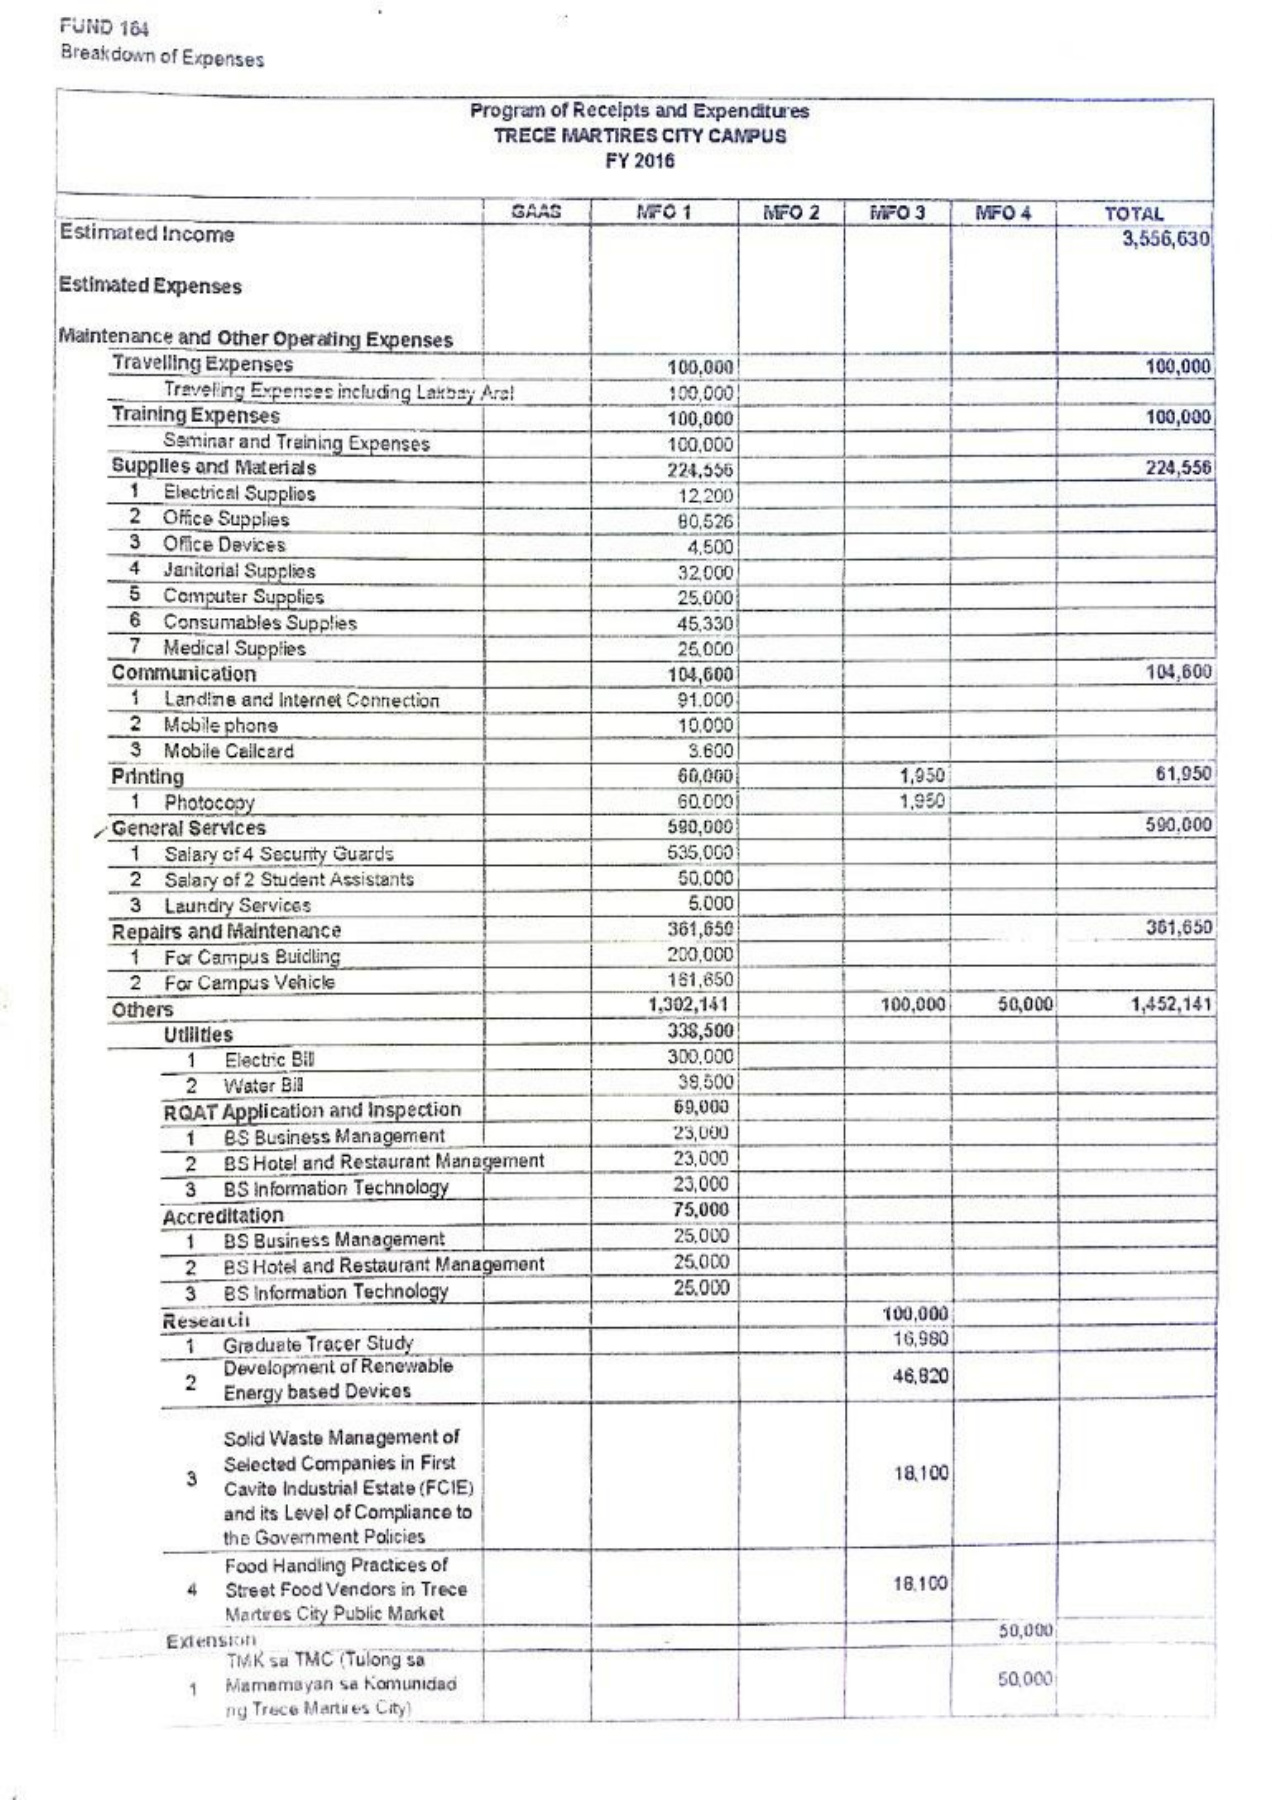 FUND 164
Breakdown of Expenses
Program of Receipts and Expenditures
TRECE MARTIRES CITY CAMPUS
FY 2016
GAAS MFO 1 MFO 2 MFO 3 MFO 4 TOTAL
Estimated Income 3,556,630
Estimated Expenses
Maintenance and Other Operating Expenses
Travelling Expenses 100,000 100,000
Travelling Expenses including Lakbay Aral 100,000
Training Expenses 100,000 100,000
Seminar and Training Expenses 100,000
Supplies and Materials 224,556 224,556
1 Electrical Supplies 12,200
2 Office Supplies 80,526
3 Office Devices 4,500
4 Janitorial Supplies 32,000
5 Computer Supplies 25,000
6 Consumables Supplies 45,330
7 Medical Supplies 25,000
Communication 104,600 104,600
1 Landline and Internet Connection 91,000
2 Mobile phone 10,000
3 Mobile Callcard 3,600
Printing 60,000 1,950 61,950
1 Photocopy 60,000 1,950
General Services 590,000 590,000
1 Salary of 4 Security Guards 535,000
2 Salary of 2 Student Assistants 50,000
3 Laundry Services 5,000
Repairs and Maintenance 361,650 361,650
1 For Campus Buidling 200,000
2 For Campus Vehicle 161,650
Others 1,302,141 100,000 50,000 1,452,141
Utilities 338,500
1 Electric Bill 300,000
2 Water Bill 38,500
RQAT Application and Inspection 69,000
1 BS Business Management 23,000
2 BS Hotel and Restaurant Management 23,000
3 BS Information Technology 23,000
Accreditation 75,000
1 BS Business Management 25,000
2 BS Hotel and Restaurant Management 25,000
3 BS Information Technology 25,000
Research 100,000
1 Graduate Tracer Study 16,980
Development of Renewable
2 46,820
Energy based Devices
Solid Waste Management of
Selected Companies in First
3 Cavite Industrial Estate (FCIE) 18,100
and its Level of Compliance to
the Government Policies
Food Handling Practices of
4 Street Food Vendors in Trece 18,100
Martires City Public Market
Extension 50,000
TMK sa TMC (Tulong sa
1 Mamamayan sa Komunidad 50,000
ng Trece Martires City)